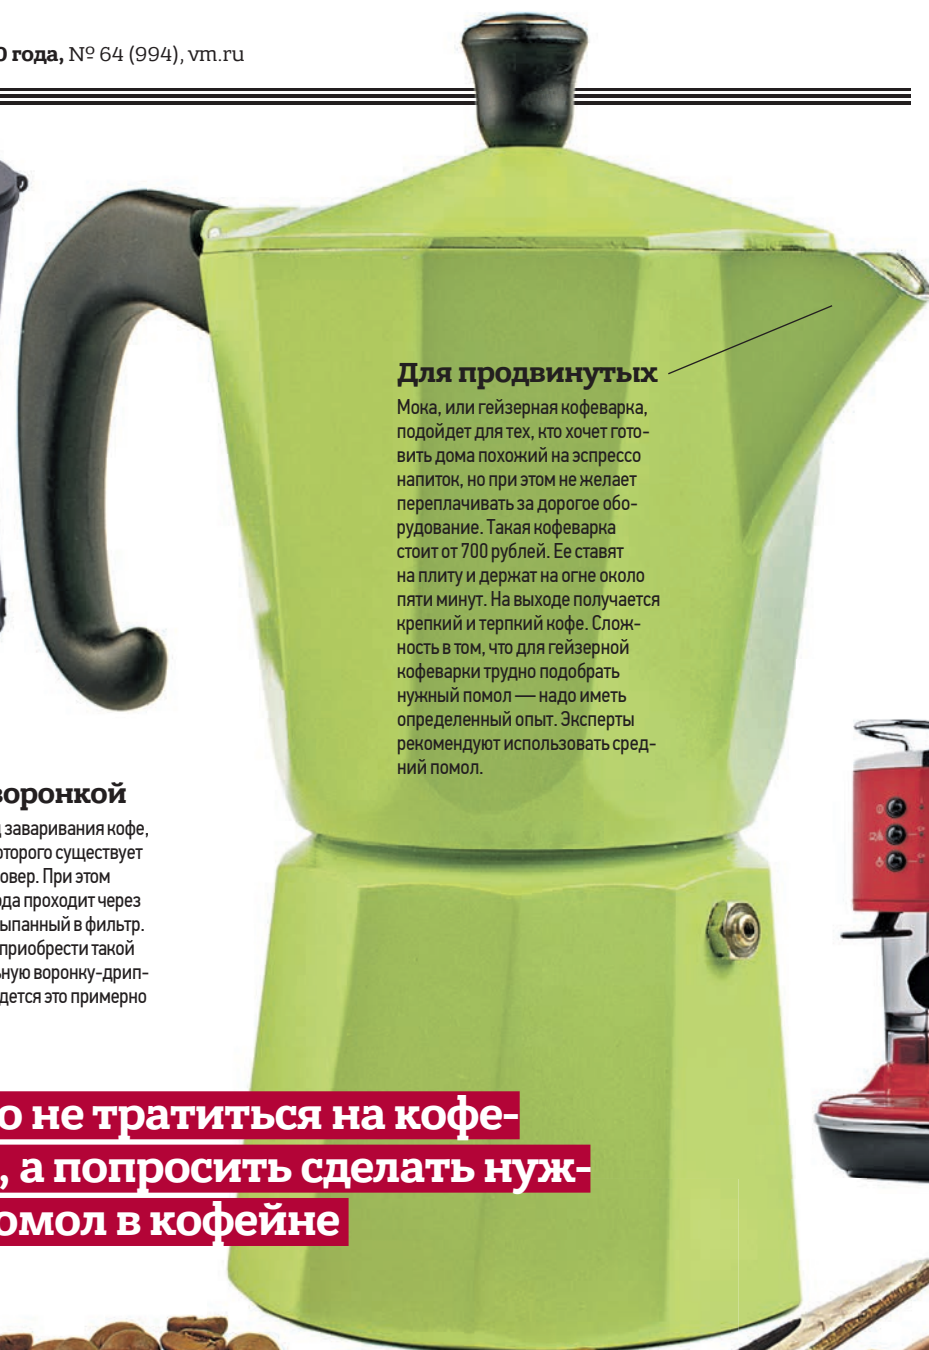 0 года, № 64 (994), vm.ru
Для продвинутых
Мока, или гейзерная кофеварка,
подойдет для тех, кто хочет гото-
вить дома похожий на эспрессо
напиток, но при этом не желает
переплачивать за дорогое обо-
рудование. Такая кофеварка
стоит от 700 рублей. Ее ставят
на плиту и держат на огне около
пяти минут. На выходе получается
крепкий и терпкий кофе. Слож-
ность в том, что для гейзерной
кофеварки трудно подобрать
нужный помол — надо иметь
определенный опыт. Эксперты
рекомендуют использовать сред-
ний помол.
воронкой
заваривания кофе,
оторого существует
овер. При этом
ода проходит через
ыпанный в фильтр.
приобрести такой
ьную воронку-дрип-
дется это примерно
о не тратиться на кофе-
, а попросить сделать нуж-
омол в кофейне